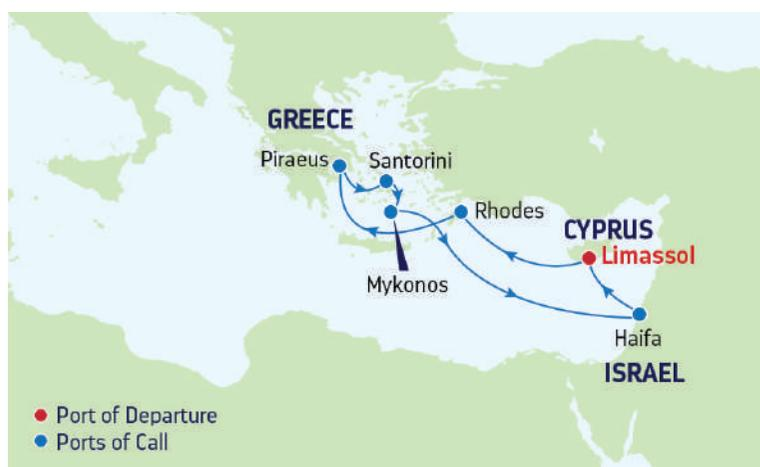 GREECE
Piraeus
Santorini
Rhodes
CYPRUS
Limassol
Mykonos
Haifa
ISRAEL
Port of Departure
Ports of Call